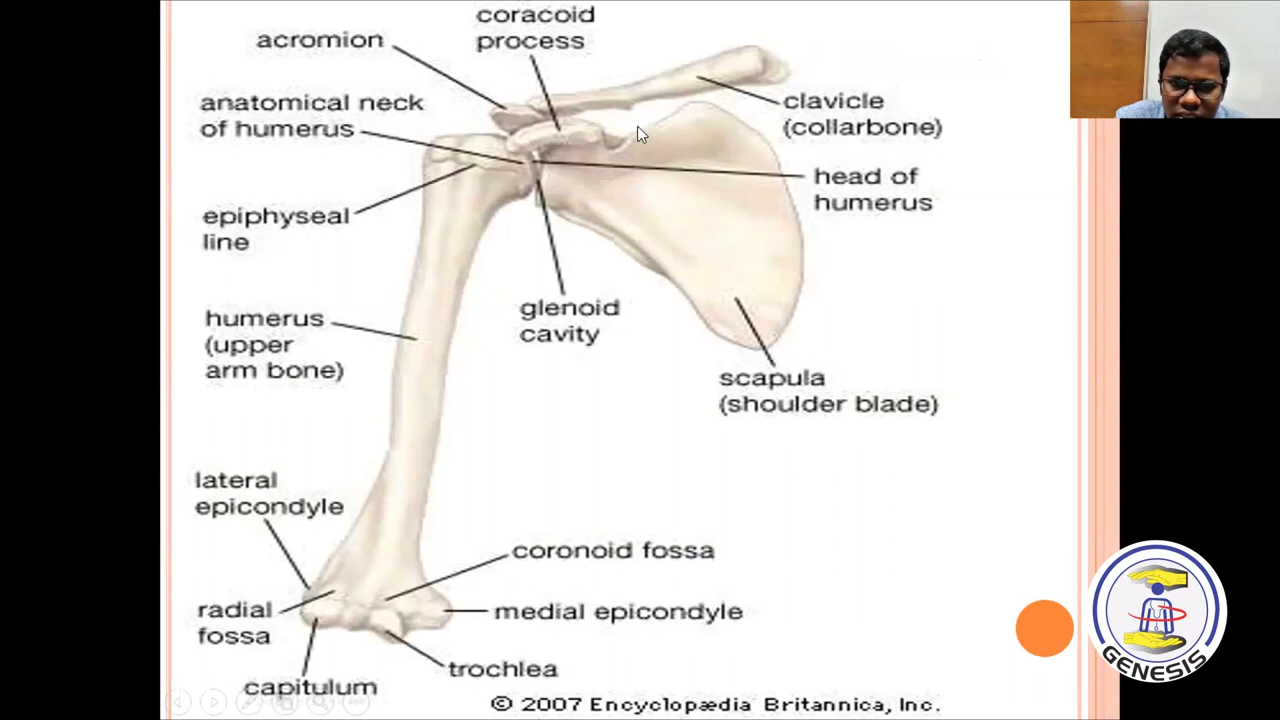 coracoid
process
acromion
anatomical neck
of humerus
clavicle
(collarbone)
head of
humerus
epiphyseal
line
glenoid
cavity
humerus
(upper
arm bone)
scapula
(shoulder blade)
lateral
epicondyle
coronoid fossa
radial
fossa
medial epicondyle
trochlea
capitulum
© 2007 Encyclopædia Britannica, Inc.
GENESIS